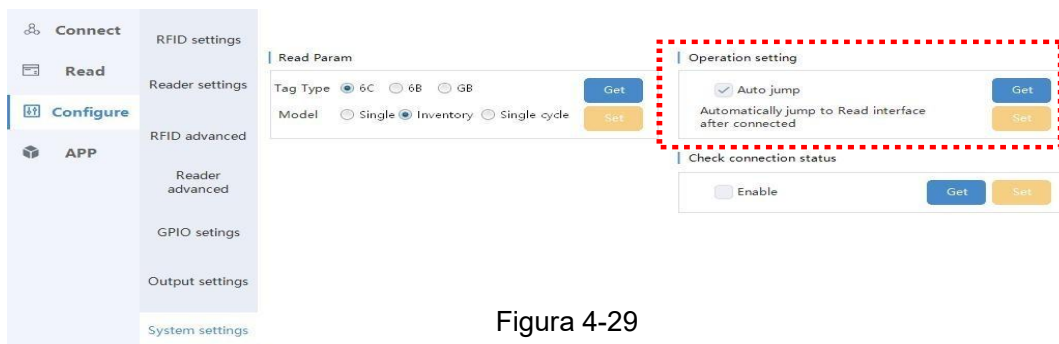 Connect
Read
Configure
APP
RFID settings
Reader settings
RFID advanced
Reader
advanced
GPIO setings
Output settings
System settings
Read Param
Tag Type 6C 6B GB Get
Model Single Inventory Single cycle Set
Operation setting
Auto jump Get
Automatically jump to Read interface
after connected Set
Check connection status
Enable Get Set
Figura 4-29